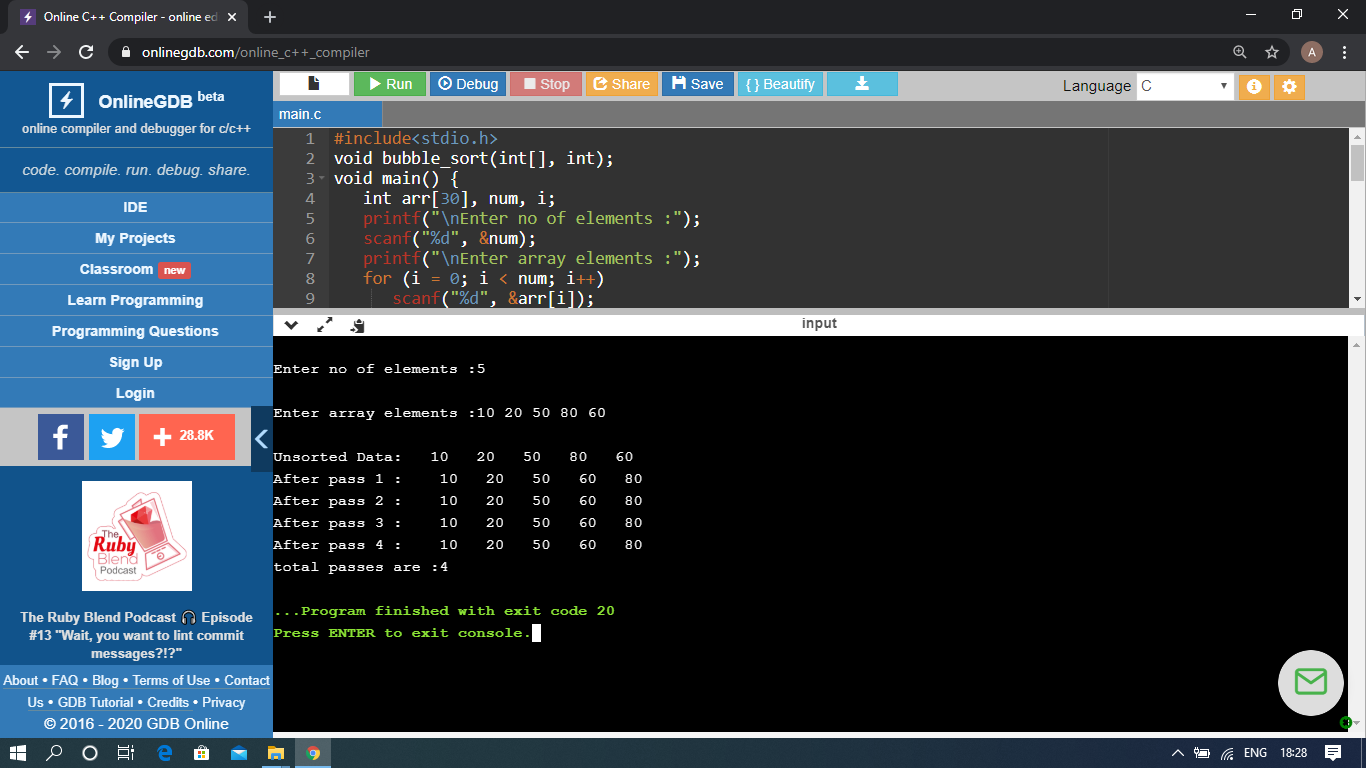 Online C++ Compiler - online ed
onlinegdb.com/online_c++_compiler
A
OnlineGDB beta
online compiler and debugger for c/c++
code. compile. run. debug. share.
IDE
My Projects
Classroom new
Learn Programming
Programming Questions
Sign Up
Login
28.8K
The Ruby Blend Podcast
The Ruby Blend Podcast 🎧 Episode
#13 "Wait, you want to lint commit
messages?!?"
About • FAQ • Blog • Terms of Use • Contact
Us • GDB Tutorial • Credits • Privacy
© 2016 - 2020 GDB Online
Run Debug Stop Share Save { } Beautify
Language C
main.c
1 #include<stdio.h>
2 void bubble_sort(int[], int);
3 void main() {
4 int arr[30], num, i;
5 printf("\nEnter no of elements :");
6 scanf("%d", &num);
7 printf("\nEnter array elements :");
8 for (i = 0; i < num; i++)
9 scanf("%d", &arr[i]);
input
Enter no of elements :5
Enter array elements :10 20 50 80 60
Unsorted Data: 10 20 50 80 60
After pass 1 : 10 20 50 60 80
After pass 2 : 10 20 50 60 80
After pass 3 : 10 20 50 60 80
After pass 4 : 10 20 50 60 80
total passes are :4
...Program finished with exit code 20
Press ENTER to exit console.
ENG 18:28